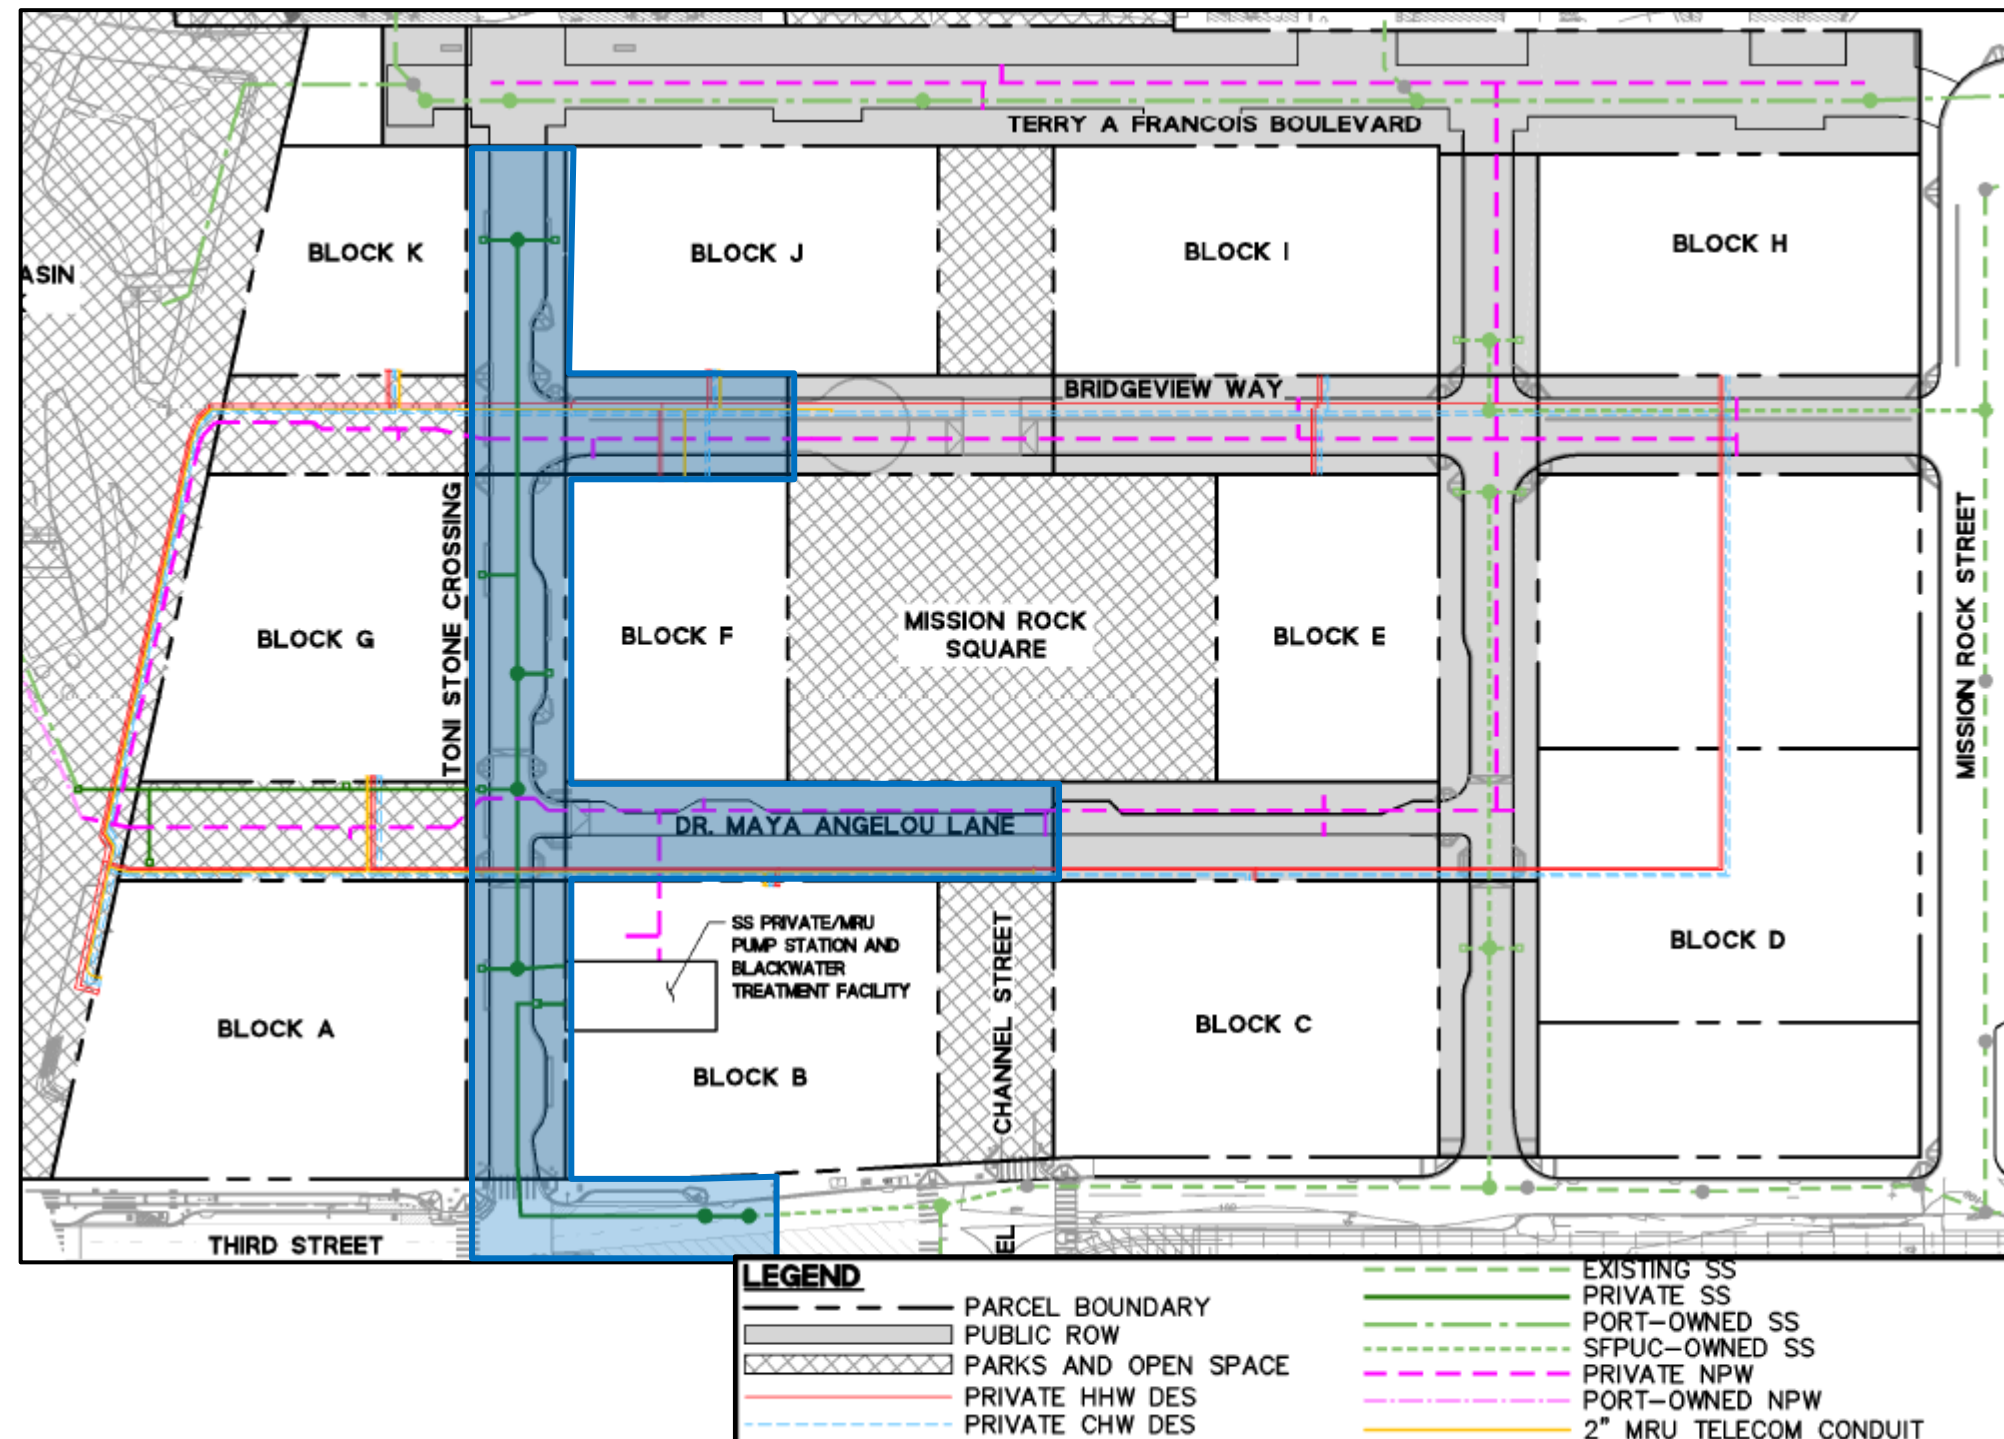 TERRY A FRANCOIS BOULEVARD
BLOCK K
BLOCK J
BLOCK I
BLOCK H
ASIN
BRIDGEVIEW WAY
TONI STONE CROSSING
BLOCK G
BLOCK F
MISSION ROCK
SQUARE
BLOCK E
MISSION ROCK STREET
DR. MAYA ANGELOU LANE
SS PRIVATE/MRU
PUMP STATION AND
BLACKWATER
TREATMENT FACILITY
CHANNEL STREET
BLOCK D
BLOCK A
BLOCK C
BLOCK B
EL
THIRD STREET
LEGEND
PARCEL BOUNDARY
PUBLIC ROW
PARKS AND OPEN SPACE
PRIVATE HHW DES
PRIVATE CHW DES
EXISTING SS
PRIVATE SS
PORT-OWNED SS
SFPUC-OWNED SS
PRIVATE NPW
PORT-OWNED NPW
2" MRU TELECOM CONDUIT